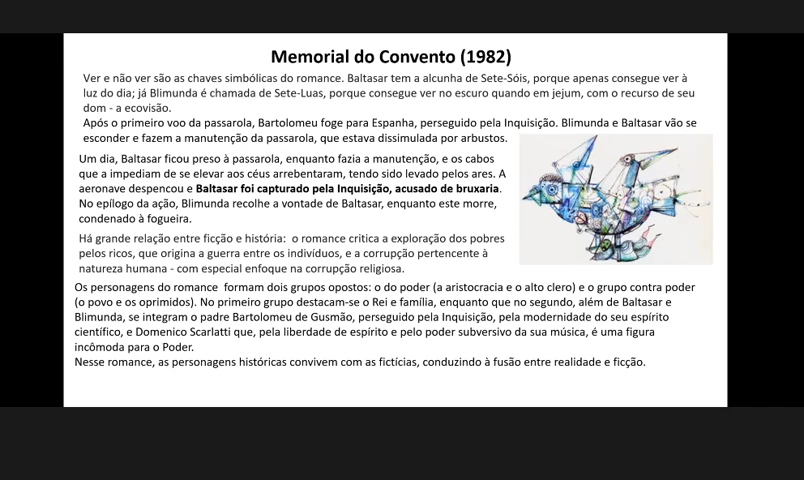 Memorial do Convento (1982)
Ver e não ver são as chaves simbólicas do romance. Baltasar tem a alcunha de Sete-Sóis, porque apenas consegue ver à
luz do dia; já Blimunda é chamada de Sete-Luas, porque consegue ver no escuro quando em jejum, com o recurso de seu
dom - a ecovisão.
Após o primeiro voo da passarola, Bartolomeu foge para Espanha, perseguido pela Inquisição. Blimunda e Baltasar vão se
esconder e fazem a manutenção da passarola, que estava dissimulada por arbustos.
Um dia, Baltasar ficou preso à passarola, enquanto fazia a manutenção, e os cabos
que a impediam de se elevar aos céus arrebentaram, tendo sido levado pelos ares. A
aeronave despencou e Baltasar foi capturado pela Inquisição, acusado de bruxaria.
No epílogo da ação, Blimunda recolhe a vontade de Baltasar, enquanto este morre,
condenado à fogueira.
Há grande relação entre ficção e história: o romance critica a exploração dos pobres
pelos ricos, que origina a guerra entre os indivíduos, e a corrupção pertencente à
natureza humana - com especial enfoque na corrupção religiosa.
Os personagens do romance formam dois grupos opostos: o do poder (a aristocracia e o alto clero) e o grupo contra poder
(o povo e os oprimidos). No primeiro grupo destacam-se o Rei e família, enquanto que no segundo, além de Baltasar e
Blimunda, se integram o padre Bartolomeu de Gusmão, perseguido pela Inquisição, pela modernidade do seu espírito
científico, e Domenico Scarlatti que, pela liberdade de espírito e pelo poder subversivo da sua música, é uma figura
incômoda para o Poder.
Nesse romance, as personagens históricas convivem com as fictícias, conduzindo à fusão entre realidade e ficção.